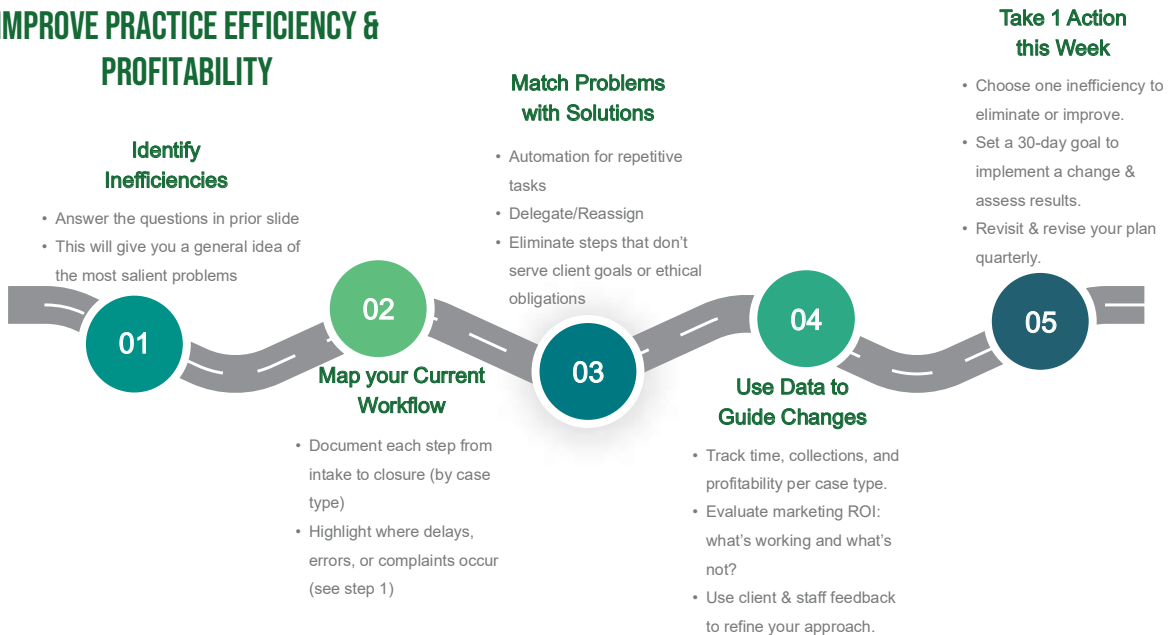 IMPROVE PRACTICE EFFICIENCY &
PROFITABILITY
Identify
Inefficiencies
• Answer the questions in prior slide
• This will give you a general idea of
the most salient problems
01
02
Map your Current
Workflow
• Document each step from
intake to closure (by case
type)
• Highlight where delays,
errors, or complaints occur
(see step 1)
Match Problems
with Solutions
• Automation for repetitive
tasks
• Delegate/Reassign
• Eliminate steps that don’t
serve client goals or ethical
obligations
03
04
Use Data to
Guide Changes
• Track time, collections, and
profitability per case type.
• Evaluate marketing ROI:
what’s working and what’s
not?
• Use client & staff feedback
to refine your approach.
Take 1 Action
this Week
• Choose one inefficiency to
eliminate or improve.
• Set a 30-day goal to
implement a change &
assess results.
• Revisit & revise your plan
quarterly.
05